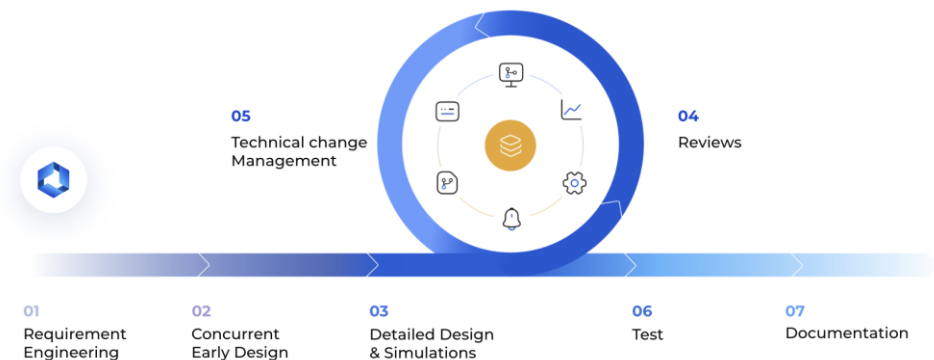 01
Requirement
Engineering
02
Concurrent
Early Design
03
Detailed Design
& Simulations
04
Reviews
05
Technical change
Management
06
Test
07
Documentation